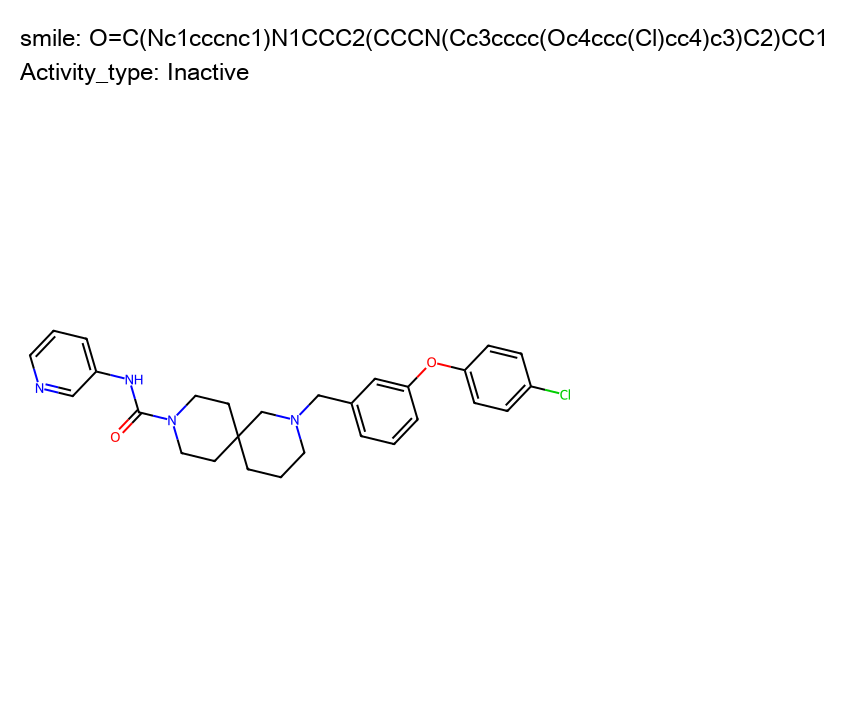 smile: O=C(Nc1cccnc1)N1CCC2(CCCN(Cc3cccc(Oc4ccc(Cl)cc4)c3)C2)CC1
Activity_type: Inactive
O
Cl
NH
N
N
N
O